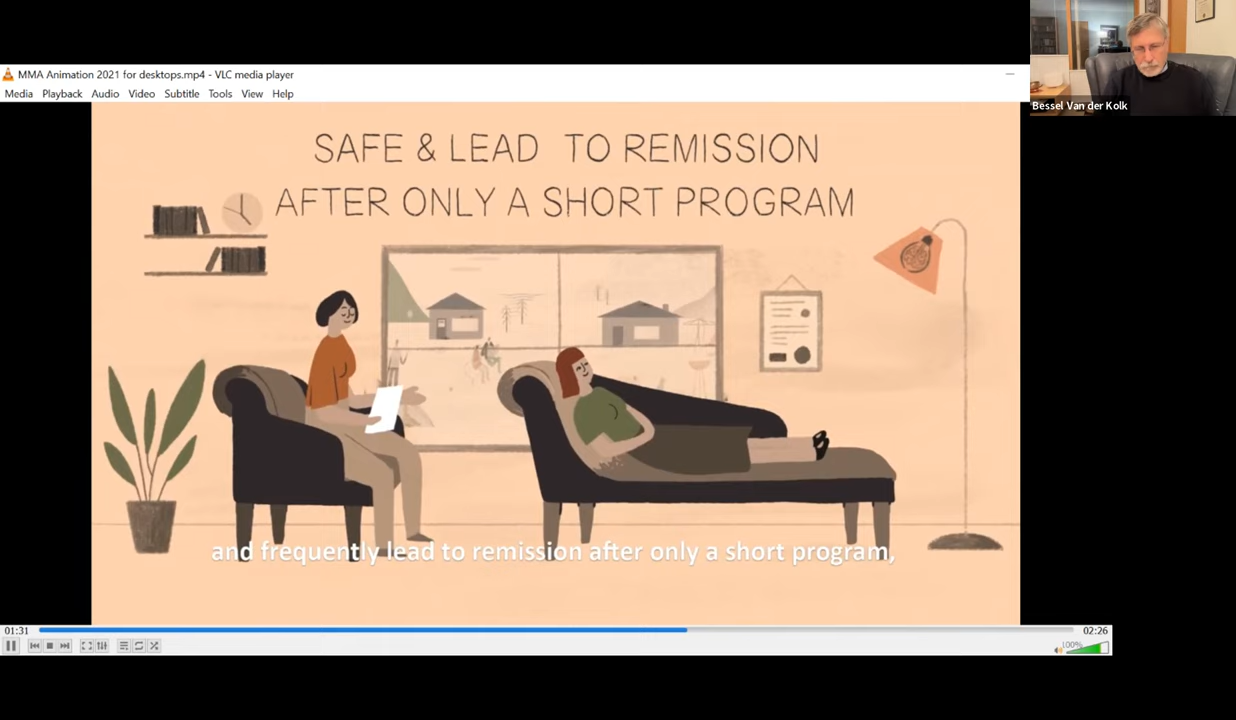 MMA Animation 2021 for desktops.mp4 - VLC media player
Media Playback Audio Video Subtitle Tools View Help
SAFE & LEAD TO REMISSION
AFTER ONLY A SHORT PROGRAM
and frequently lead to remission after only a short program,
01:31
02:26
100%
Bessel Van der Kolk